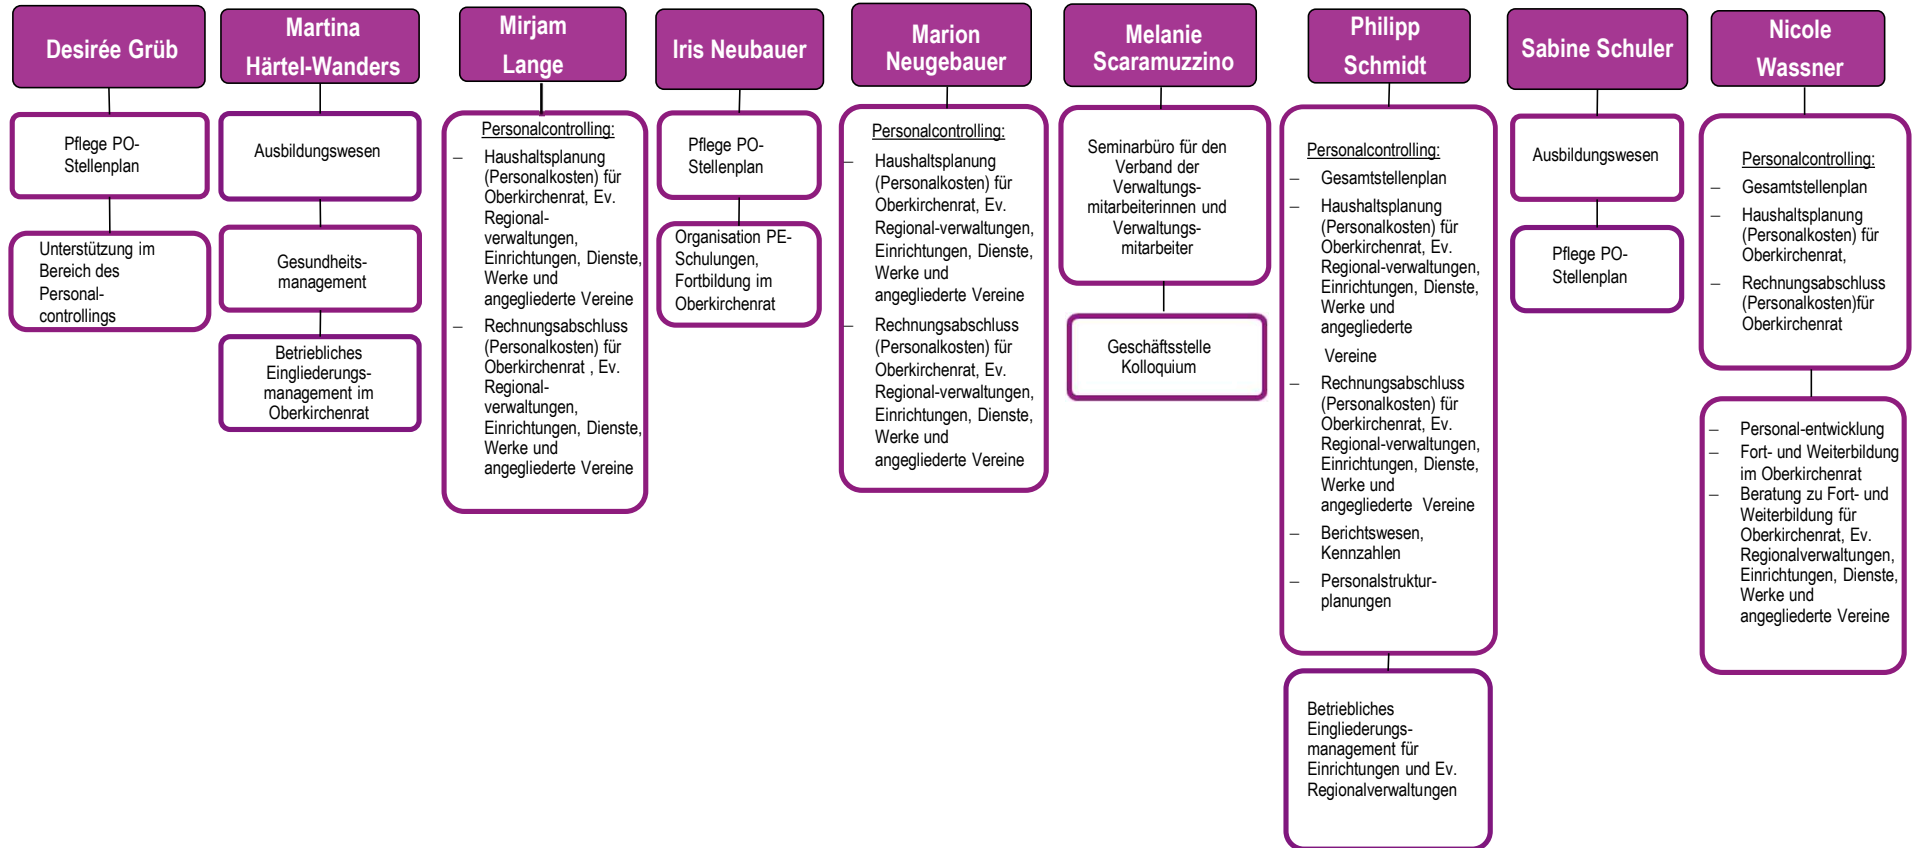 Desirée Grüb
Pflege PO-
Stellenplan
Unterstützung im
Bereich des
Personal-
controllings
Martina
Härtel-Wanders
Ausbildungswesen
Gesundheits-
management
Betriebliches
Eingliederungs-
management im
Oberkirchenrat
Mirjam
Lange
Personalcontrolling:
– Haushaltsplanung
(Personalkosten) für
Oberkirchenrat, Ev.
Regional-
verwaltungen,
Einrichtungen, Dienste,
Werke und
angegliederte Vereine
– Rechnungsabschluss
(Personalkosten) für
Oberkirchenrat , Ev.
Regional-
verwaltungen,
Einrichtungen, Dienste,
Werke und
angegliederte Vereine
Iris Neubauer
Pflege PO-
Stellenplan
Organisation PE-
Schulungen,
Fortbildung im
Oberkirchenrat
Marion
Neugebauer
Personalcontrolling:
– Haushaltsplanung
(Personalkosten) für
Oberkirchenrat, Ev.
Regional-verwaltungen,
Einrichtungen, Dienste,
Werke und
angegliederte Vereine
– Rechnungsabschluss
(Personalkosten) für
Oberkirchenrat, Ev.
Regional-verwaltungen,
Einrichtungen, Dienste,
Werke und
angegliederte Vereine
Melanie
Scaramuzzino
Seminarbüro für den
Verband der
Verwaltungs-
mitarbeiterinnen und
Verwaltungs-
mitarbeiter
Geschäftsstelle
Kolloquium
Philipp
Schmidt
Personalcontrolling:
– Gesamtstellenplan
– Haushaltsplanung
(Personalkosten) für
Oberkirchenrat, Ev.
Regional-verwaltungen,
Einrichtungen, Dienste,
Werke und
angegliederte
Vereine
– Rechnungsabschluss
(Personalkosten) für
Oberkirchenrat, Ev.
Regional-verwaltungen,
Einrichtungen, Dienste,
Werke und
angegliederte Vereine
– Berichtswesen,
Kennzahlen
– Personalstruktur-
planungen
Betriebliches
Eingliederungs-
management für
Einrichtungen und Ev.
Regionalverwaltungen
Sabine Schuler
Ausbildungswesen
Pflege PO-
Stellenplan
Nicole
Wassner
Personalcontrolling:
– Gesamtstellenplan
– Haushaltsplanung
(Personalkosten) für
Oberkirchenrat,
– Rechnungsabschluss
(Personalkosten)für
Oberkirchenrat
– Personal-entwicklung
– Fort- und Weiterbildung
im Oberkirchenrat
– Beratung zu Fort- und
Weiterbildung für
Oberkirchenrat, Ev.
Regionalverwaltungen,
Einrichtungen, Dienste,
Werke und
angegliederte Vereine